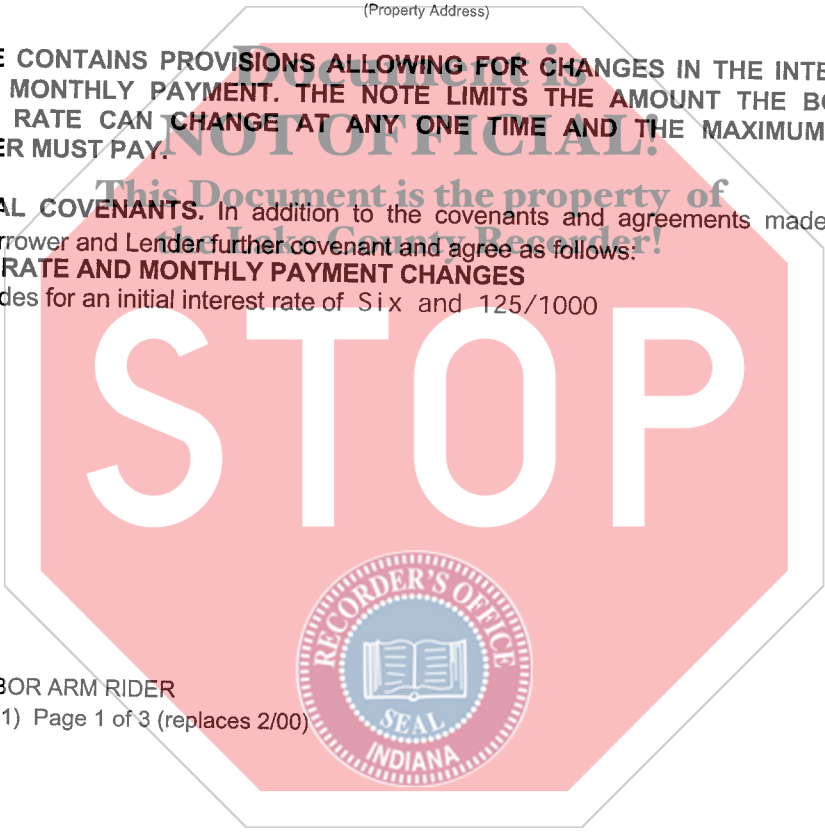 (Property Address)
E CONTAINS PROVISIONS ALLOWING FOR CHANGES IN THE INTE
MONTHLY PAYMENT. THE NOTE LIMITS THE AMOUNT THE BO
RATE CAN CHANGE AT ANY ONE TIME AND THE MAXIMUM
ER MUST PAY.
Document is
NOT OFFICIAL!
This Document is the property of
the Lake County Recorder!
AL COVENANTS. In addition to the covenants and agreements made
rrower and Lender further covenant and agree as follows:
RATE AND MONTHLY PAYMENT CHANGES
des for an initial interest rate of Six and 125/1000
STOP
RECORDER'S OFFICE
SEAL
INDIANA
BOR ARM RIDER
1) Page 1 of 3 (replaces 2/00)